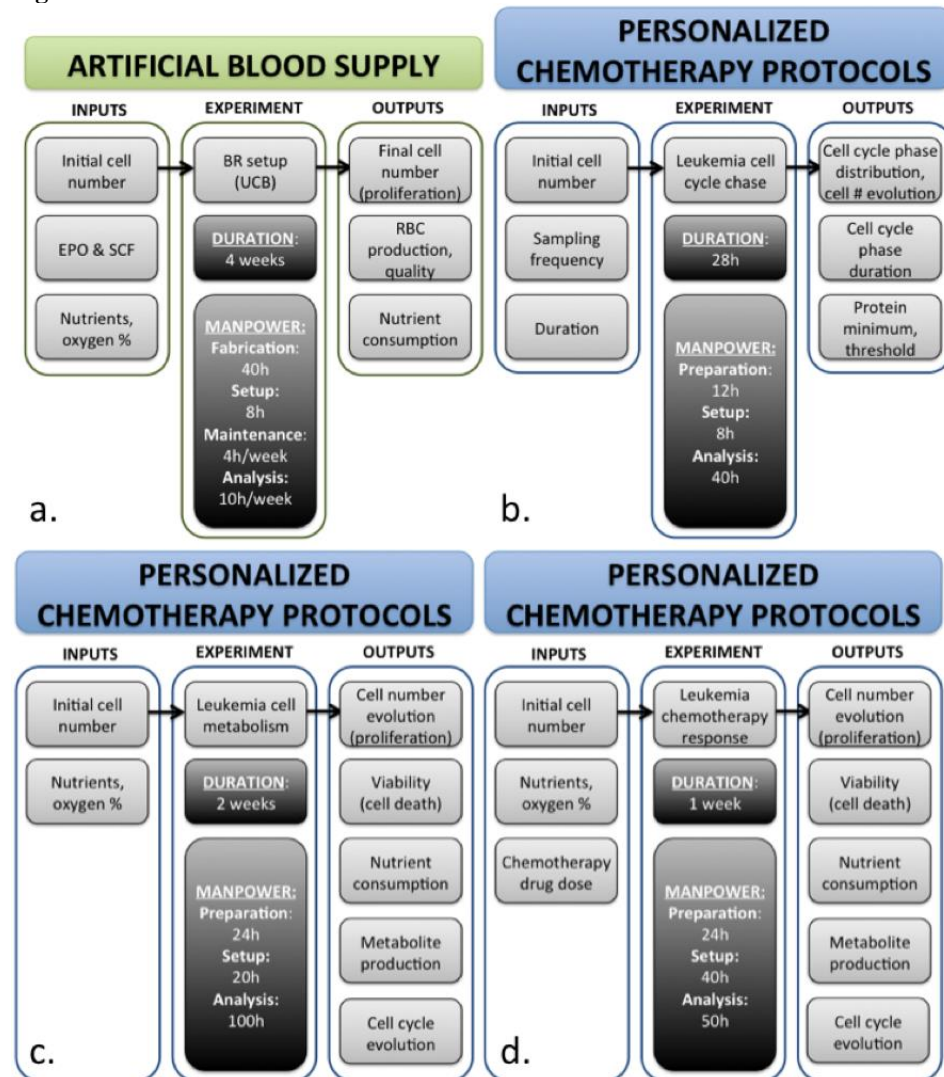 ARTIFICIAL BLOOD SUPPLY
INPUTS
EXPERIMENT
OUTPUTS
Initial cell
number
EPO & SCF
Nutrients,
oxygen %
BR setup
(UCB)
DURATION:
4 weeks
MANPOWER:
Fabrication:
40h
Setup:
8h
Maintenance:
4h/week
Analysis:
10h/week
Final cell
number
(proliferation)
RBC
production,
quality
Nutrient
consumption
a.
PERSONALIZED
CHEMOTHERAPY PROTOCOLS
INPUTS
EXPERIMENT
OUTPUTS
Initial cell
number
Sampling
frequency
Duration
Leukemia cell
cycle chase
DURATION:
28h
MANPOWER:
Preparation:
12h
Setup:
8h
Analysis:
40h
Cell cycle phase
distribution,
cell # evolution
Cell cycle
phase
duration
Protein
minimum,
threshold
b.
PERSONALIZED
CHEMOTHERAPY PROTOCOLS
INPUTS
EXPERIMENT
OUTPUTS
Initial cell
number
Nutrients,
oxygen %
Leukemia cell
metabolism
DURATION:
2 weeks
MANPOWER:
Preparation:
24h
Setup:
20h
Analysis:
100h
Cell number
evolution
(proliferation)
Viability
(cell death)
Nutrient
consumption
Metabolite
production
Cell cycle
evolution
c.
PERSONALIZED
CHEMOTHERAPY PROTOCOLS
INPUTS
EXPERIMENT
OUTPUTS
Initial cell
number
Nutrients,
oxygen %
Chemotherapy
drug dose
Leukemia
chemotherapy
response
DURATION:
1 week
MANPOWER:
Preparation:
24h
Setup:
40h
Analysis:
50h
Cell number
evolution
(proliferation)
Viability
(cell death)
Nutrient
consumption
Metabolite
production
Cell cycle
evolution
d.